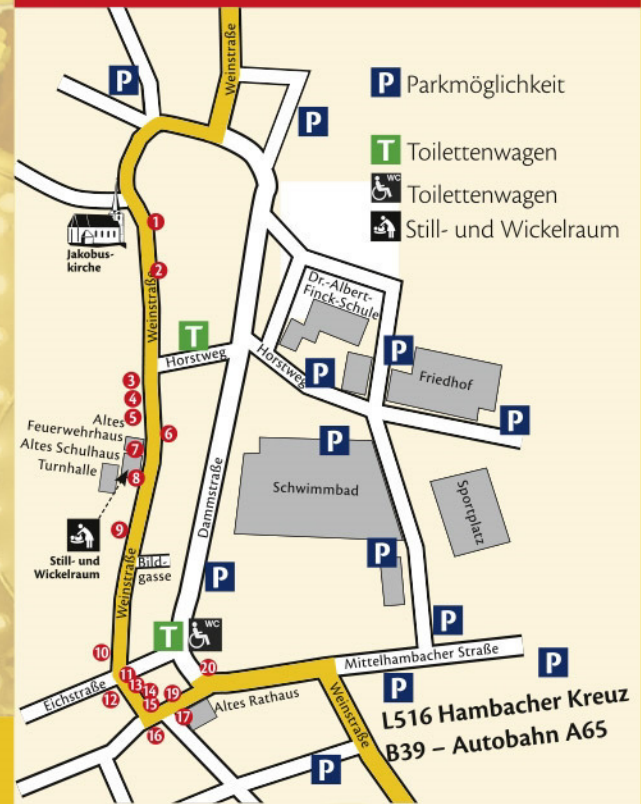 Weinstraße
P
P
P Parkmöglichkeit
T Toilettenwagen
WC Toilettenwagen
Still- und Wickelraum
Jakobus-
kirche
1
2
Weinstraße
T
Horstweg
Horstweg
Dr.-Albert-
Finck-Schule
P
P
Friedhof
P
3
4
5
Altes
Feuerwehrhaus
6
Altes Schulhaus
7
Turnhalle
8
P
Schwimmbad
Sportplatz
Dammstraße
9
Still- und
Wickelraum
Weinstraße
Bild-
gasse
P
P
T
WC
P
Mittelhambacher Straße
P
10
11
12
13
14
15
16
17
19
20
Eichstraße
Altes Rathaus
Weinstraße
P
L516 Hambacher Kreuz
B39 – Autobahn A65
P